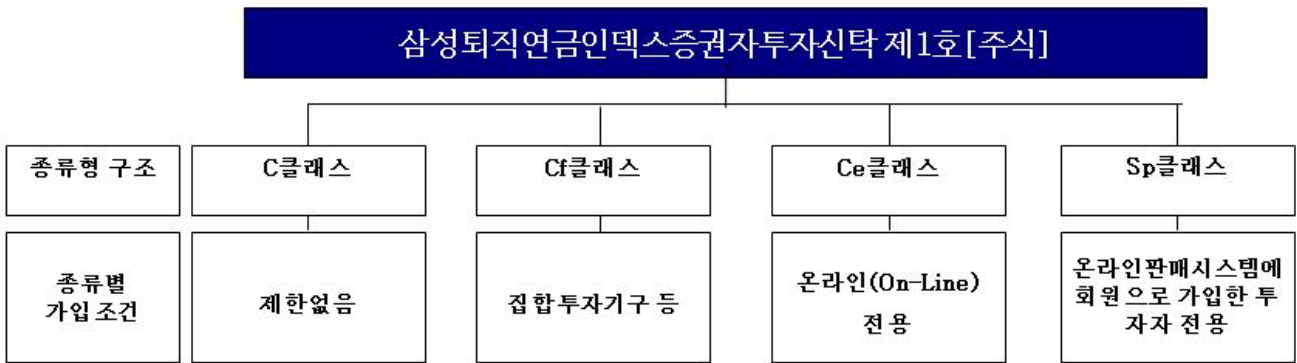 삼성퇴직연금인덱스증권자투자신탁 제1호[주식]
종류형 구조
C클래스
Cf클래스
Ce클래스
Sp클래스
종류별
가입조건
제한없음
집합투자기구 등
온라인(On-Line)
전용
온라인판매시스템에
회원으로 가입한 투
자자 전용